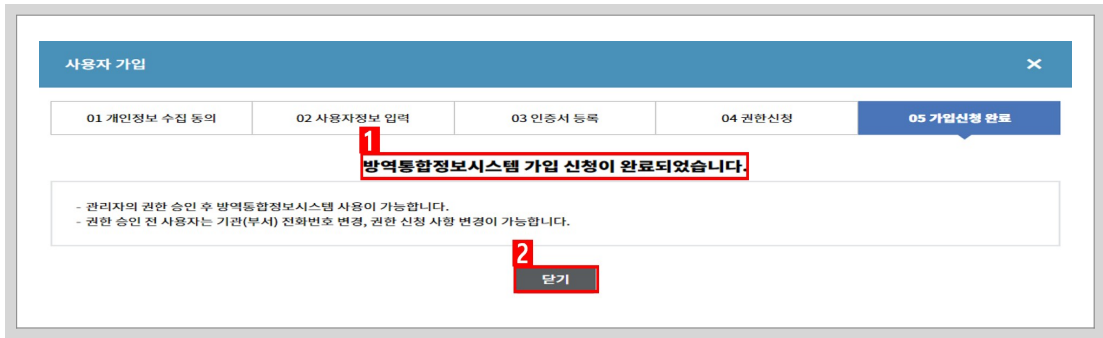 사용자 가입 ×
01 개인정보 수집 동의 02 사용자정보 입력 03 인증서 등록 04 권한신청 05 가입신청 완료
1
방역통합정보시스템 가입 신청이 완료되었습니다.
- 관리자의 권한 승인 후 방역통합정보시스템 사용이 가능합니다.
- 권한 승인 전 사용자는 기관(부서) 전화번호 변경, 권한 신청 사항 변경이 가능합니다.
2
닫기